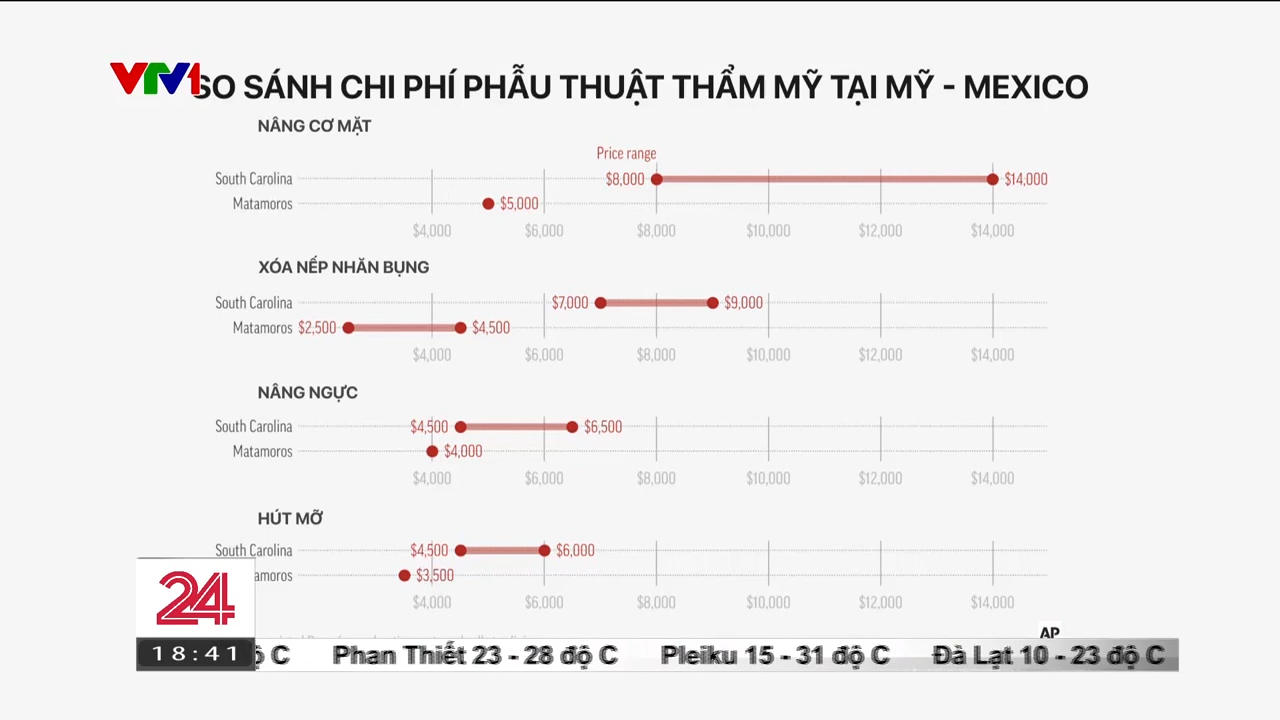 VTV1
SO SÁNH CHI PHÍ PHẪU THUẬT THẨM MỸ TẠI MỸ - MEXICO
NÂNG CƠ MẶT
Price range
South Carolina $8,000 $14,000
Matamoros $5,000
$4,000 $6,000 $8,000 $10,000 $12,000 $14,000
XÓA NẾP NHĂN BỤNG
South Carolina $7,000 $9,000
Matamoros $2,500 $4,500
$4,000 $6,000 $8,000 $10,000 $12,000 $14,000
NÂNG NGỰC
South Carolina $4,500 $6,500
Matamoros $4,000
$4,000 $6,000 $8,000 $10,000 $12,000 $14,000
HÚT MỠ
South Carolina $4,500 $6,000
amoros $3,500
$4,000 $6,000 $8,000 $10,000 $12,000 $14,000
24
AP
18:41 độ C Phan Thiết 23 - 28 độ C Pleiku 15 - 31 độ C Đà Lạt 10 - 23 độ C